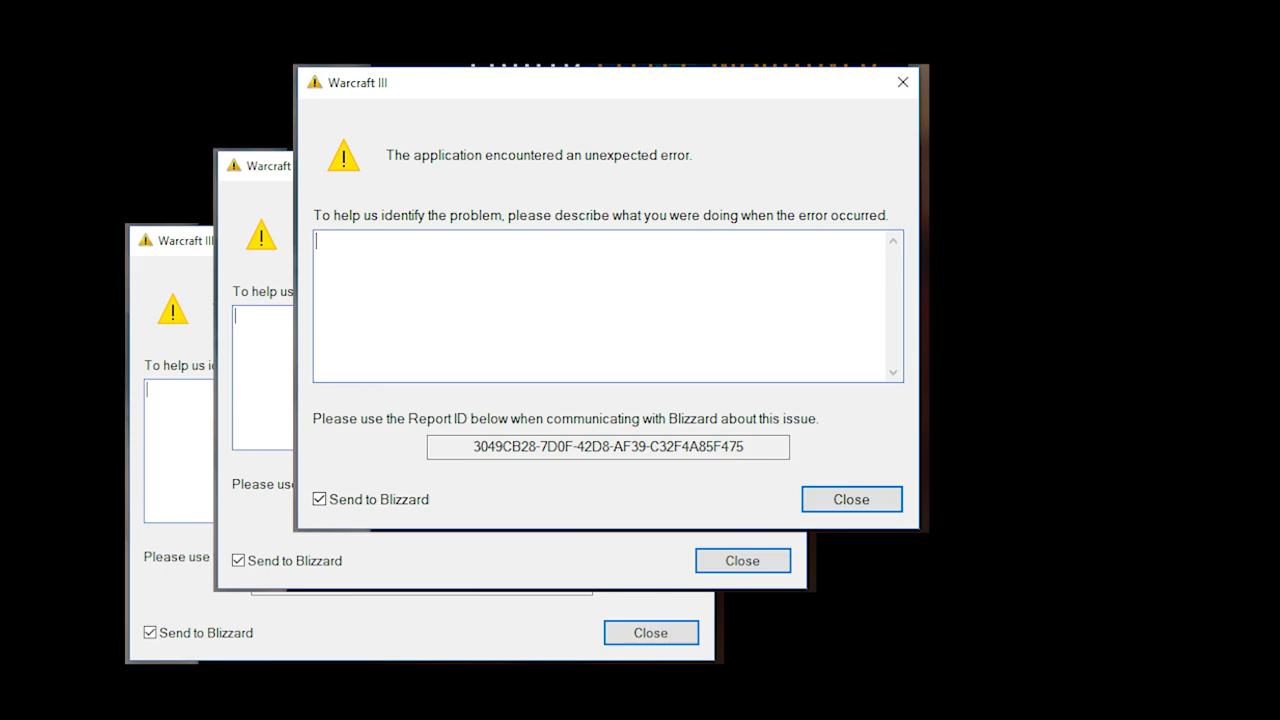 Warcraft III
The application encountered an unexpected error.
To help us identify the problem, please describe what you were doing when the error occurred.
Please use the Report ID below when communicating with Blizzard about this issue.
3049CB28-7D0F-42D8-AF39-C32F4A85F475
Send to Blizzard
Close
Warcraft
To help us
Please use
Send to Blizzard
Close
Warcraft III
To help us
Please use
Send to Blizzard
Close